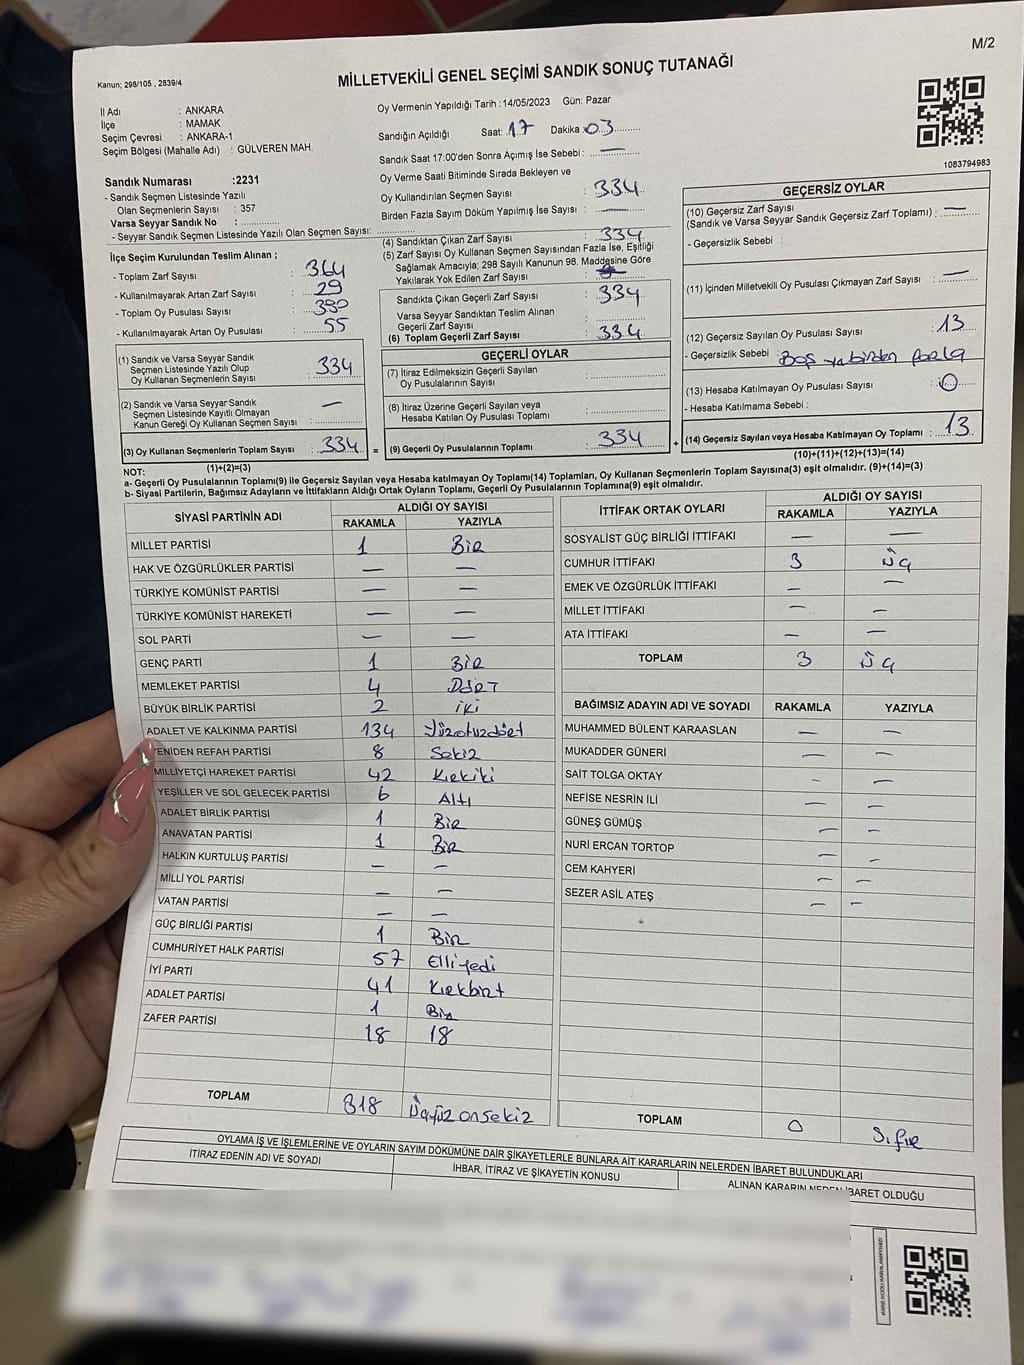 M/2
Kanun; 298/105 , 2839/4
MİLLETVEKİLİ GENEL SEÇİMİ SANDIK SONUÇ TUTANAĞI
İl Adı : ANKARA
İlçe : MAMAK
Seçim Çevresi : ANKARA-1
Seçim Bölgesi (Mahalle Adı) : GÜLVEREN MAH.
Sandık Numarası :2231
- Sandık Seçmen Listesinde Yazılı
Olan Seçmenlerin Sayısı : 357
Varsa Seyyar Sandık No :
- Seyyar Sandık Seçmen Listesinde Yazılı Olan Seçmen Sayısı:
İlçe Seçim Kurulundan Teslim Alınan ;
- Toplam Zarf Sayısı : 364
- Kullanılmayarak Artan Zarf Sayısı : 29
- Toplam Oy Pusulası Sayısı : 390
- Kullanılmayarak Artan Oy Pusulası : 55
(1) Sandık ve Varsa Seyyar Sandık
Seçmen Listesinde Yazılı Olup
Oy Kullanan Seçmenlerin Sayısı : 334
(2) Sandık ve Varsa Seyyar Sandık
Seçmen Listesinde Kayıtlı Olmayan
Kanun Gereği Oy Kullanan Seçmen Sayısı : —
(3) Oy Kullanan Seçmenlerin Toplam Sayısı : 334
(1)+(2)=(3)
Oy Vermenin Yapıldığı Tarih :14/05/2023 Gün: Pazar
Sandığın Açıldığı Saat: 17 Dakika :03
Sandık Saat 17:00'den Sonra Açımış İse Sebebi : —
Oy Verme Saati Bitiminde Sırada Bekleyen ve
Oy Kullandırılan Seçmen Sayısı : 334
Birden Fazla Sayım Döküm Yapılmış İse Sayısı : —
(4) Sandıktan Çıkan Zarf Sayısı : 334
(5) Zarf Sayısı Oy Kullanan Seçmen Sayısından Fazla İse, Eşitliği
Sağlamak Amacıyla; 298 Sayılı Kanunun 98. Maddesine Göre
Yakılarak Yok Edilen Zarf Sayısı :
Sandıkta Çıkan Geçerli Zarf Sayısı : 334
Varsa Seyyar Sandıktan Teslim Alınan
Geçerli Zarf Sayısı :
(6) Toplam Geçerli Zarf Sayısı : 334
GEÇERLİ OYLAR
(7) İtiraz Edilmeksizin Geçerli Sayılan
Oy Pusulalarının Sayısı :
(8) İtiraz Üzerine Geçerli Sayılan veya
Hesaba Katılan Oy Pusulası Toplamı :
= (9) Geçerli Oy Pusulalarının Toplamı : 334 +
1083794983
GEÇERSİZ OYLAR
(10) Geçersiz Zarf Sayısı
(Sandık ve Varsa Sandık Geçersiz Zarf Toplamı) : —
- Geçersizlik Sebebi :
(11) İçinden Milletvekili Oy Pusulası Çıkmayan Zarf Sayısı : —
(12) Geçersiz Sayılan Oy Pusulası Sayısı : 13
- Geçersizlik Sebebi : Boş ya birden fazla
(13) Hesaba Katılmayan Oy Pusulası Sayısı : 0
- Hesaba Katılmama Sebebi :
(14) Geçersiz Sayılan veya Hesaba Katılmayan Oy Toplamı : 13
(10)+(11)+(12)+(13)=(14)
NOT:
a- Geçerli Oy Pusulalarının Toplamı(9) ile Geçersiz Sayılan veya Hesaba katılmayan Oy Toplamı(14) Toplamları, Oy Kullanan Seçmenlerin Toplam Sayısına(3) eşit olmalıdır. (9)+(14)=(3)
b- Siyasi Partilerin, Bağımsız Adayların ve İttifakların Aldığı Ortak Oyların Toplamı, Geçerli Oy Pusulalarının Toplamına(9) eşit olmalıdır.
SİYASİ PARTİNİN ADI ALDIĞI OY SAYISI
RAKAMLA YAZIYLA
MİLLET PARTİSİ 1 Bir
HAK VE ÖZGÜRLÜKLER PARTİSİ — —
TÜRKİYE KOMÜNİST PARTİSİ — —
TÜRKİYE KOMÜNİST HAREKETİ — —
SOL PARTİ — —
GENÇ PARTİ 1 Bir
MEMLEKET PARTİSİ 4 Dört
BÜYÜK BİRLİK PARTİSİ 2 iki
ADALET VE KALKINMA PARTİSİ 134 Yüzotuzdört
YENİDEN REFAH PARTİSİ 8 Sekiz
MİLLİYETÇİ HAREKET PARTİSİ 42 Kırkiki
YEŞİLLER VE SOL GELECEK PARTİSİ 6 Altı
ADALET BİRLİK PARTİSİ 1 Bir
ANAVATAN PARTİSİ 1 Bir
HALKIN KURTULUŞ PARTİSİ — —
MİLLİ YOL PARTİSİ — —
VATAN PARTİSİ — —
GÜÇ BİRLİĞİ PARTİSİ 1 Bir
CUMHURİYET HALK PARTİSİ 57 Elliyedi
İYİ PARTİ 41 Kırkbirt
ADALET PARTİSİ 1 Bir
ZAFER PARTİSİ 18 18
TOPLAM 318 Üçyüz onsekiz
İTTİFAK ORTAK OYLARI ALDIĞI OY SAYISI
RAKAMLA YAZIYLA
SOSYALİST GÜÇ BİRLİĞİ İTTİFAKI — —
CUMHUR İTTİFAKI 3 Üç
EMEK VE ÖZGÜRLÜK İTTİFAKI — —
MİLLET İTTİFAKI — —
ATA İTTİFAKI — —
TOPLAM 3 Üç
BAĞIMSIZ ADAYIN ADI VE SOYADI RAKAMLA YAZIYLA
MUHAMMED BÜLENT KARAASLAN — —
MUKADDER GÜNERİ — —
SAİT TOLGA OKTAY - —
NEFİSE NESRİN İLİ — —
GÜNEŞ GÜMÜŞ — —
NURİ ERCAN TORTOP — —
CEM KAHYERİ — —
SEZER ASİL ATEŞ — —
TOPLAM 0 Sıfır
OYLAMA İŞ VE İŞLEMLERİNE VE OYLARIN SAYIM DÖKÜMÜNE DAİR ŞİKAYETLERLE BUNLARA AİT KARARLARIN NELERDEN İBARET BULUNDUKLARI
İTİRAZ EDENİN ADI VE SOYADI İHBAR, İTİRAZ VE ŞİKAYETİN KONUSU ALINAN KARARIN NEDEN İBARET OLDUĞU